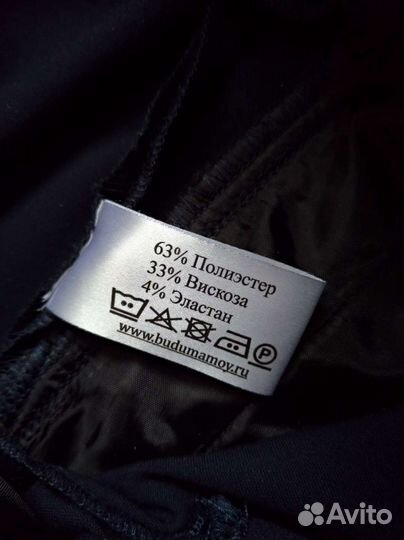 63% Полиэстер
33% Вискоза
4% Эластан
P
www.budumamoy.ru
Avito